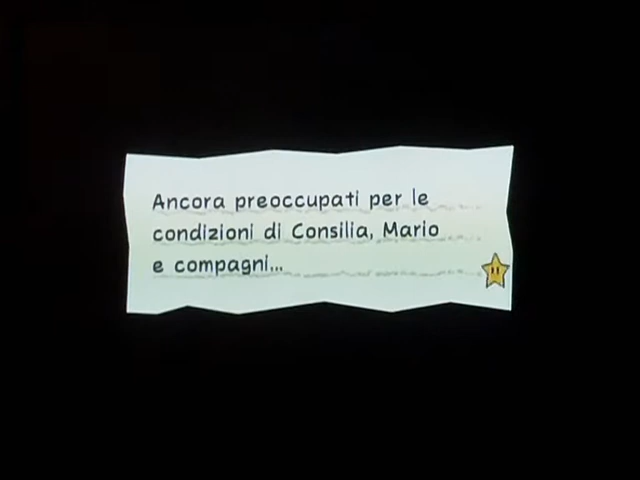 Ancora preoccupati per le
condizioni di Consilia, Mario
e compagni...